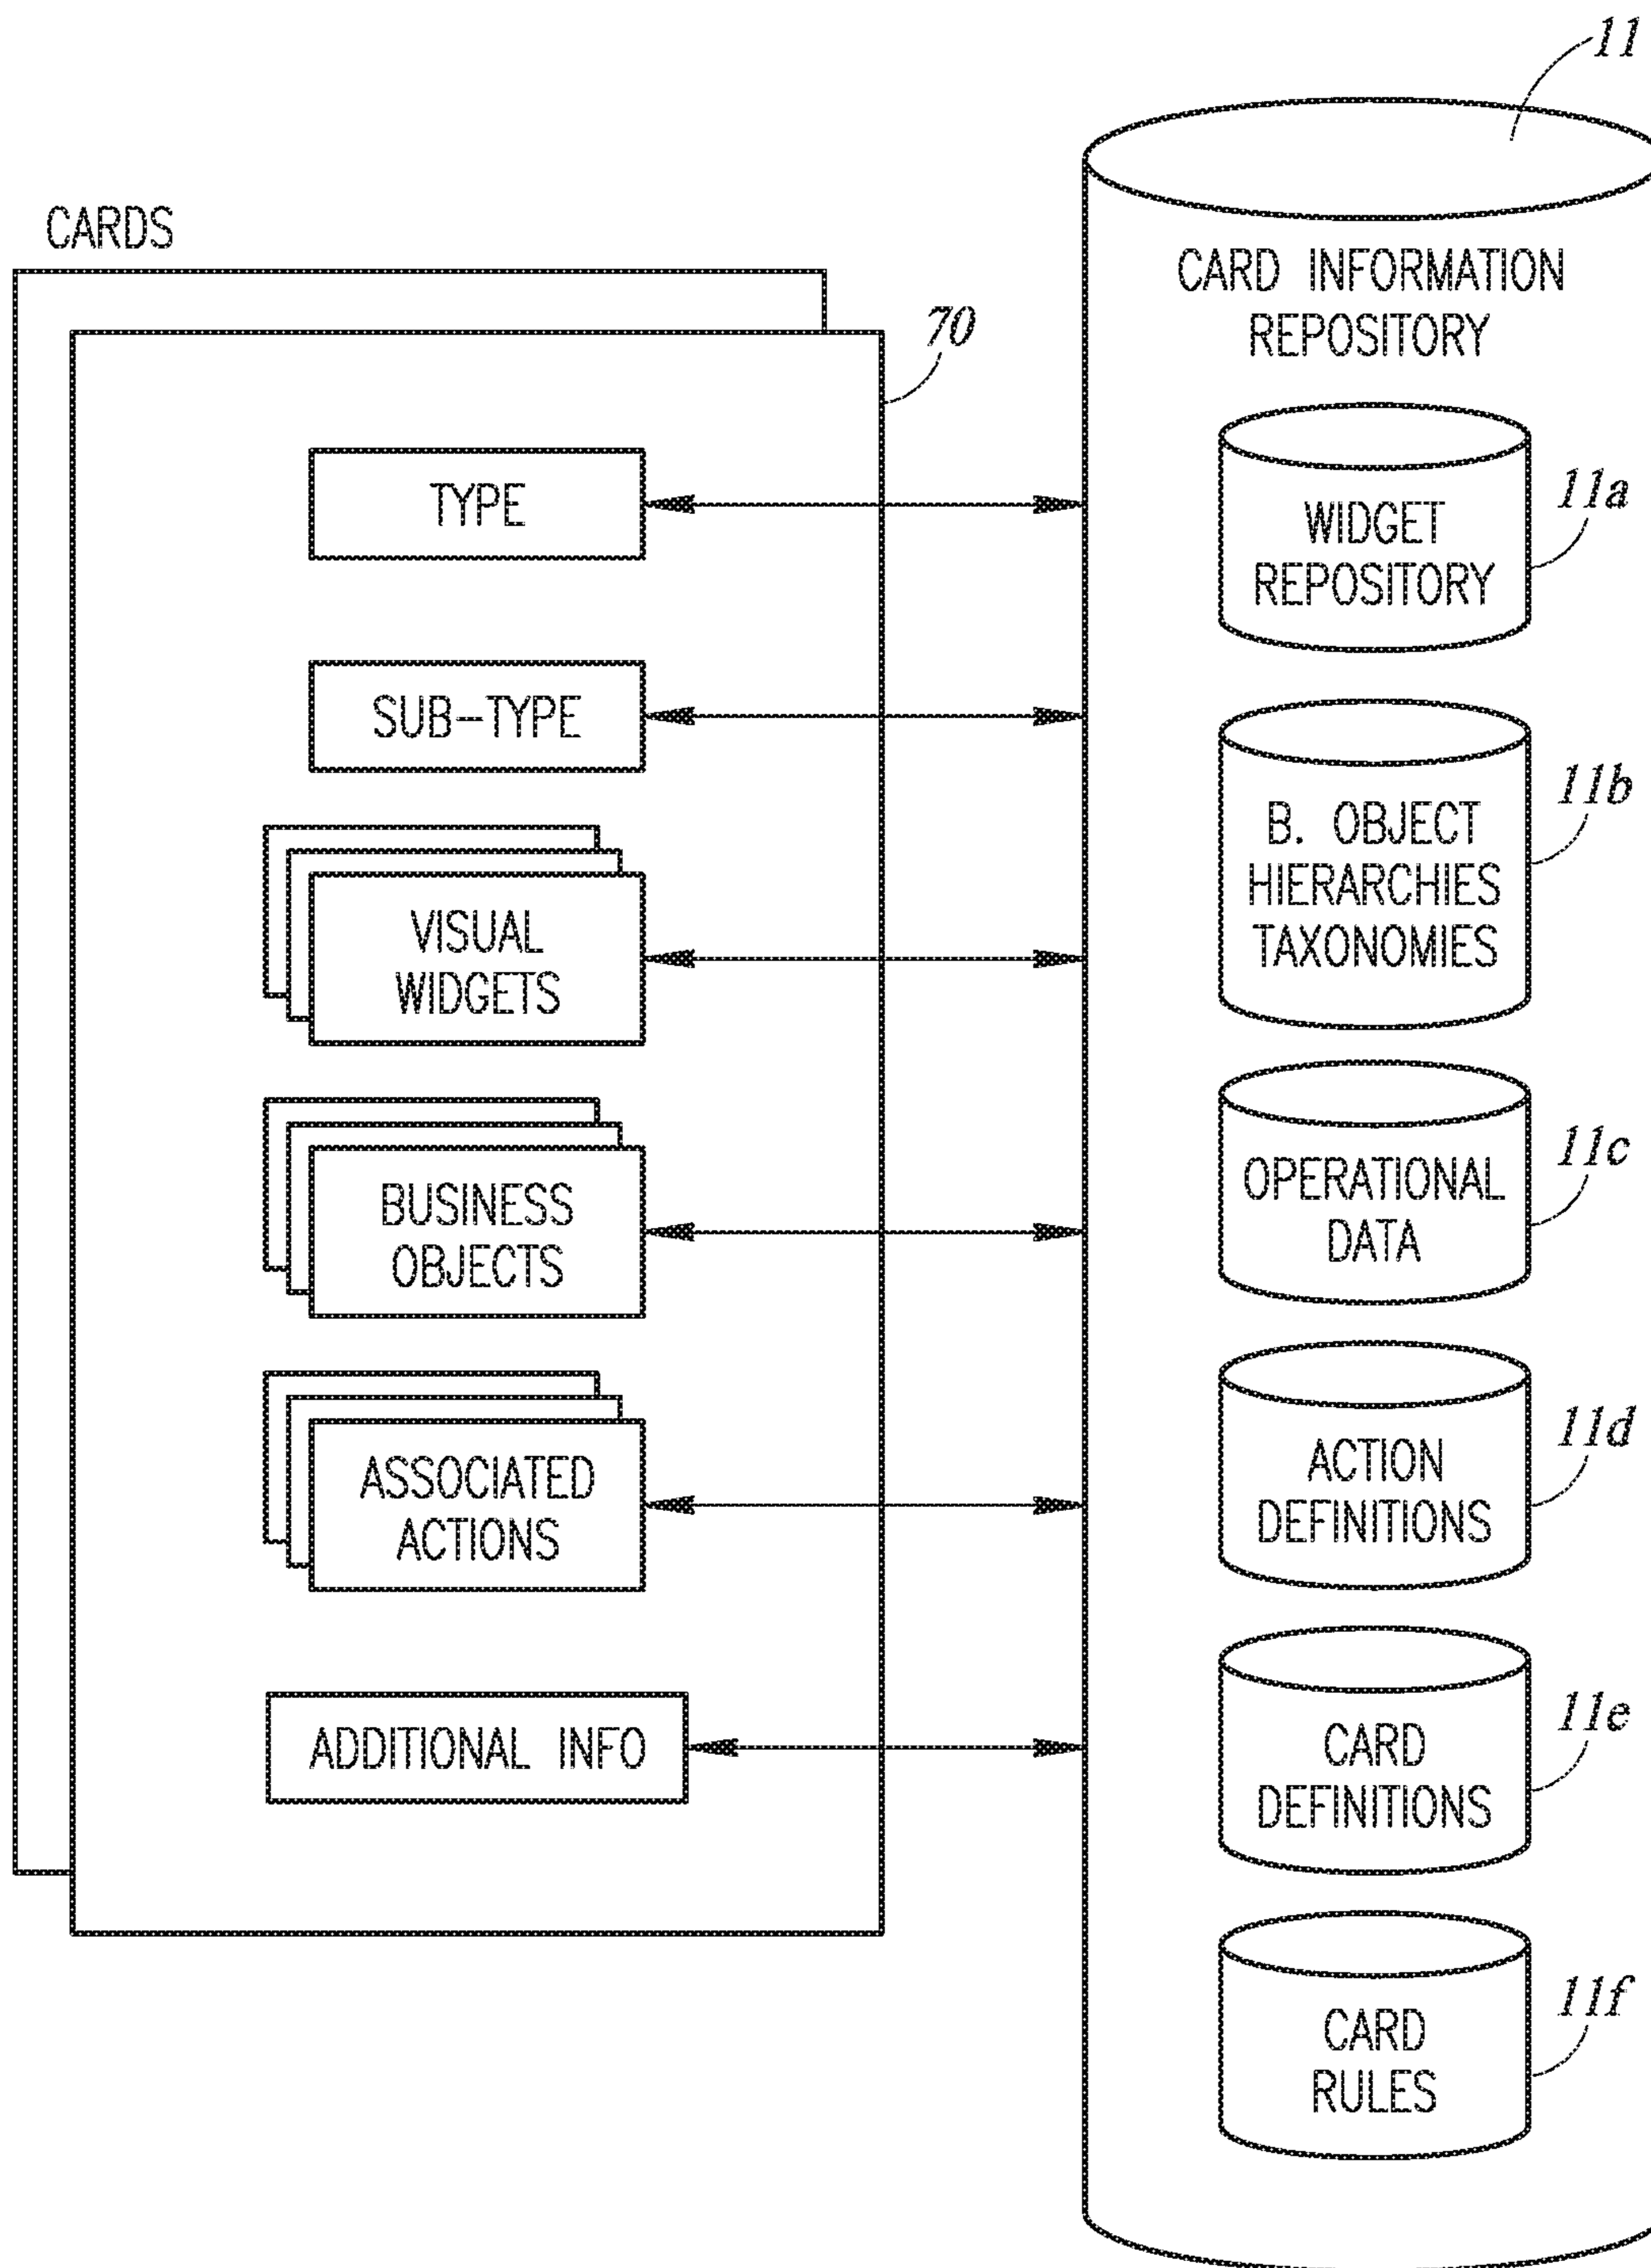 11
CARDS
CARD INFORMATION
REPOSITORY
70
TYPE
SUB-TYPE
VISUAL
WIDGETS
BUSINESS
OBJECTS
ASSOCIATED
ACTIONS
ADDITIONAL INFO
WIDGET
REPOSITORY
11a
B. OBJECT
HIERARCHIES
TAXONOMIES
11b
OPERATIONAL
DATA
11c
ACTION
DEFINITIONS
11d
CARD
DEFINITIONS
11e
CARD
RULES
11f